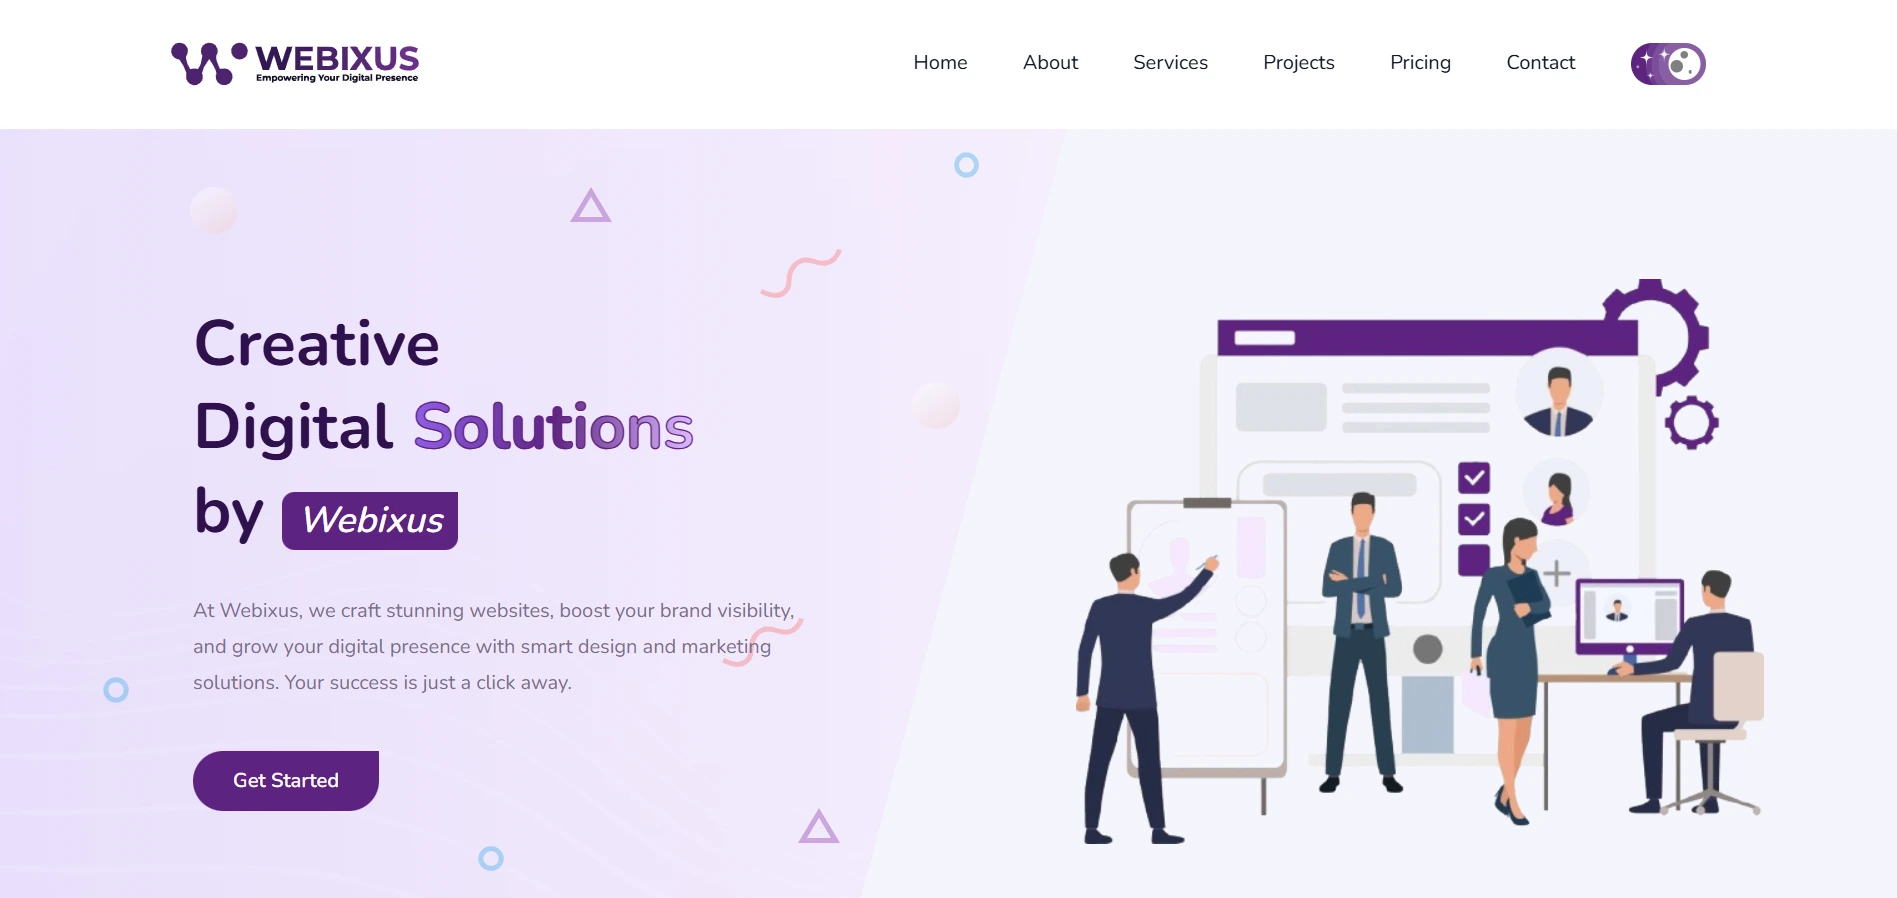 WEBIXUS
Empowering Your Digital Presence
Home About Services Projects Pricing Contact
Creative
Digital Solutions
by Webixus
At Webixus, we craft stunning websites, boost your brand visibility,
and grow your digital presence with smart design and marketing
solutions. Your success is just a click away.
Get Started